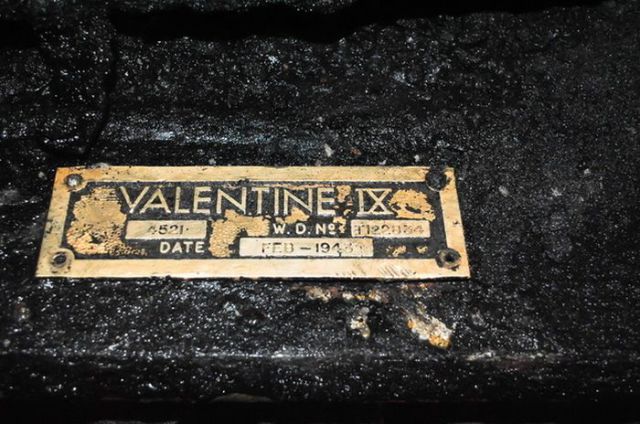 VALENTINE IX
4521 W.D. Nº
DATE FEB - 194